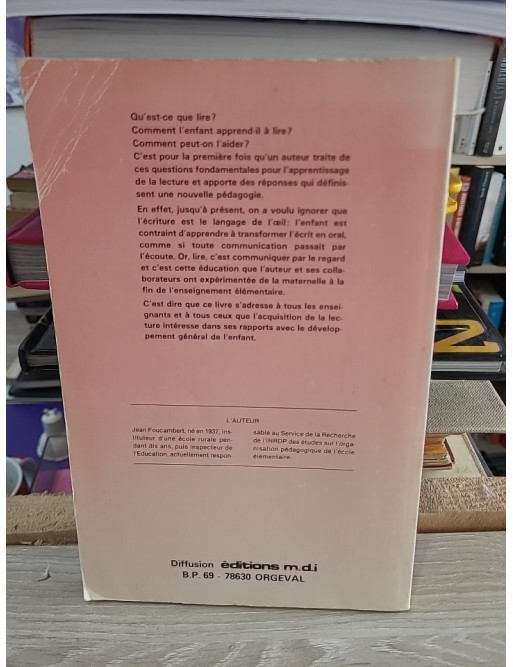 Qu'est-ce que lire?
Comment l'enfant apprend-il à lire?
Comment peut-on l'aider?
C'est pour la première fois qu'un auteur traite de
ces questions fondamentales pour l'apprentissage
de la lecture et apporte des réponses qui définis-
sent une nouvelle pédagogie.
En effet, jusqu'à présent, on a voulu ignorer que
l'écriture est le langage de l'œil: l'enfant est
contraint d'apprendre à transformer l'écrit en oral,
comme si toute communication passait par
l'écoute. Or, lire, c'est communiquer par le regard
et c'est cette éducation que l'auteur et ses colla-
borateurs ont expérimentée de la maternelle à la
fin de l'enseignement élémentaire.
C'est dire que ce livre s'adresse à tous les ensei-
gnants et à tous ceux que l'acquisition de la lec-
ture intéresse dans ses rapports avec le dévelop-
pement général de l'enfant.
L'AUTEUR
Jean Foucambert, né en 1937, ins-
tituteur d'une école rurale pen-
dant dix ans, puis inspecteur de
l'Education, actuellement respon-
sable au Service de la Recherche
de l'INRDP des études sur l'orga-
nisation pédagogique de l'école
élémentaire.
Diffusion éditions m.d.i
B.P. 69 - 78630 ORGEVAL